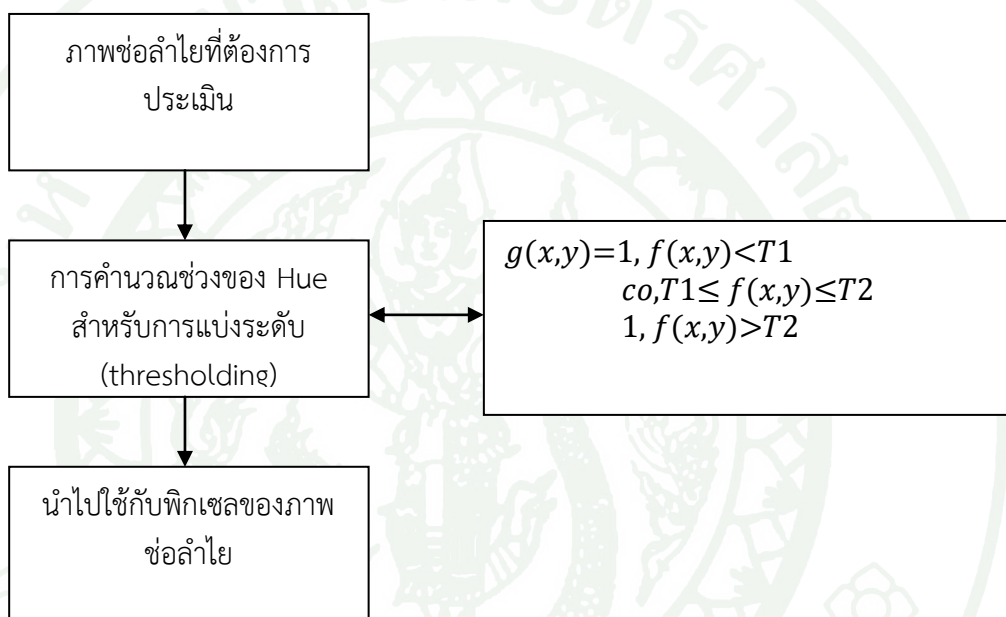 ภาพช่อลำไยที่ต้องการ
ประเมิน
การคำนวณช่วงของ Hue
สำหรับการแบ่งระดับ
(thresholding)
g(x,y)=1, f(x,y)<T1
co,T1≤ f(x,y)≤T2
1, f(x,y)>T2
นำไปใช้กับพิกเซลของภาพ
ช่อลำไย